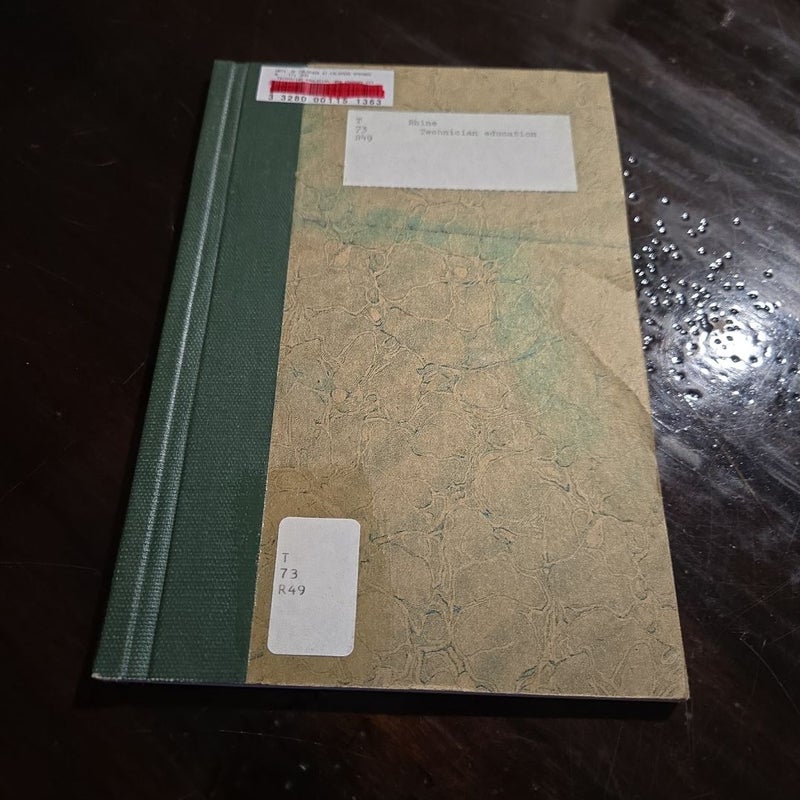 3 3280 00115 1363
T Rhine
73 Technician education
R49
T
73
R49